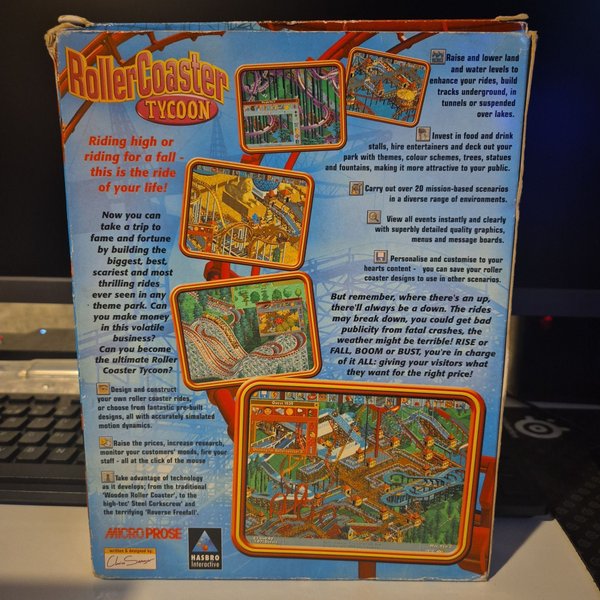 RollerCoaster
TYCOON
Riding high or
riding for a fall -
this is the ride
of your life!
Now you can
take a trip to
fame and fortune
by building the
biggest, best,
scariest and most
thrilling rides
ever seen in any
theme park. Can
you make money
in this volatile
business?
Can you become
the ultimate Roller
Coaster Tycoon?
Design and construct
your own roller coaster rides,
or choose from fantastic pre-built
designs, all with accurately simulated
motion dynamics.
Raise the prices, increase research,
monitor your customers' moods, fire your
staff - all at the click of the mouse
Take advantage of technology
as it develops; from the traditional
'Wooden Roller Coaster', to the
high-tec' Steel Corkscrew' and
the terrifying 'Reverse Freefall'.
MICROPROSE
written & designed by:
Chris Sawyer
HASBRO
Interactive
Raise and lower land
and water levels to
enhance your rides, build
tracks underground, in
tunnels or suspended
over lakes.
Invest in food and drink
stalls, hire entertainers and deck out your
park with themes, colour schemes, trees, statues
and fountains, making it more attractive to your public.
Carry out over 20 mission-based scenarios
in a diverse range of environments.
View all events instantly and clearly
with superbly detailed quality graphics,
menus and message boards.
Personalise and customise to your
hearts content - you can save your roller
coaster designs to use in other scenarios.
But remember, where there's an up,
there'll always be a down. The rides
may break down, you could get bad
publicity from fatal crashes, the
weather might be terrible! RISE or
FALL, BOOM or BUST, you're in charge
of it ALL: giving your visitors what
they want for the right price!